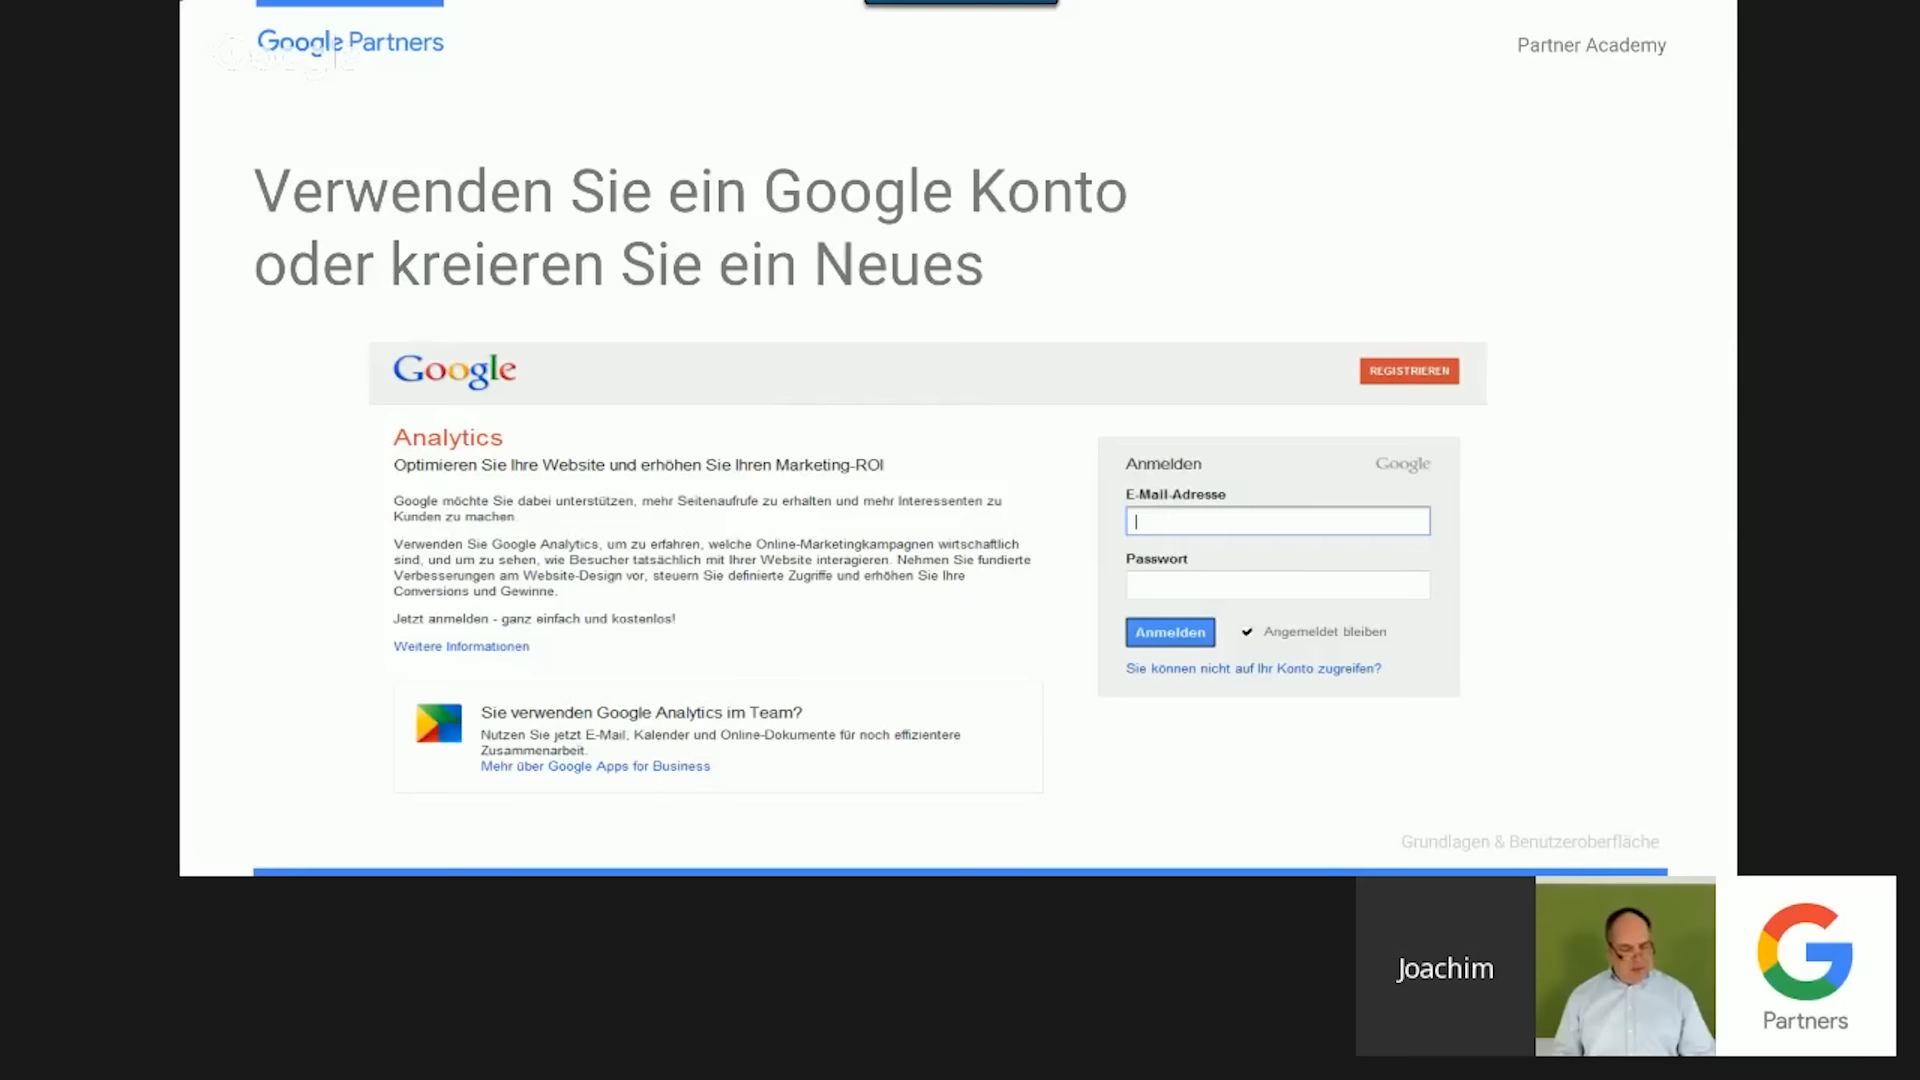 Google Partners
Partner Academy
Verwenden Sie ein Google Konto
oder kreieren Sie ein Neues
Google
REGISTRIEREN
Analytics
Optimieren Sie Ihre Website und erhöhen Sie Ihren Marketing-ROI
Google möchte Sie dabei unterstützen, mehr Seitenaufrufe zu erhalten und mehr Interessenten zu
Kunden zu machen.
Verwenden Sie Google Analytics, um zu erfahren, welche Online-Marketingkampagnen wirtschaftlich
sind, und um zu sehen, wie Besucher tatsächlich mit Ihrer Website interagieren. Nehmen Sie fundierte
Verbesserungen am Website-Design vor, steuern Sie definierte Zugriffe und erhöhen Sie Ihre
Conversions und Gewinne.
Jetzt anmelden - ganz einfach und kostenlos!
Weitere Informationen
Sie verwenden Google Analytics im Team?
Nutzen Sie jetzt E-Mail, Kalender und Online-Dokumente für noch effizientere
Zusammenarbeit.
Mehr über Google Apps for Business
Anmelden
Google
E-Mail-Adresse
Passwort
Anmelden
Angemeldet bleiben
Sie können nicht auf Ihr Konto zugreifen?
Grundlagen & Benutzeroberfläche
Joachim
Partners